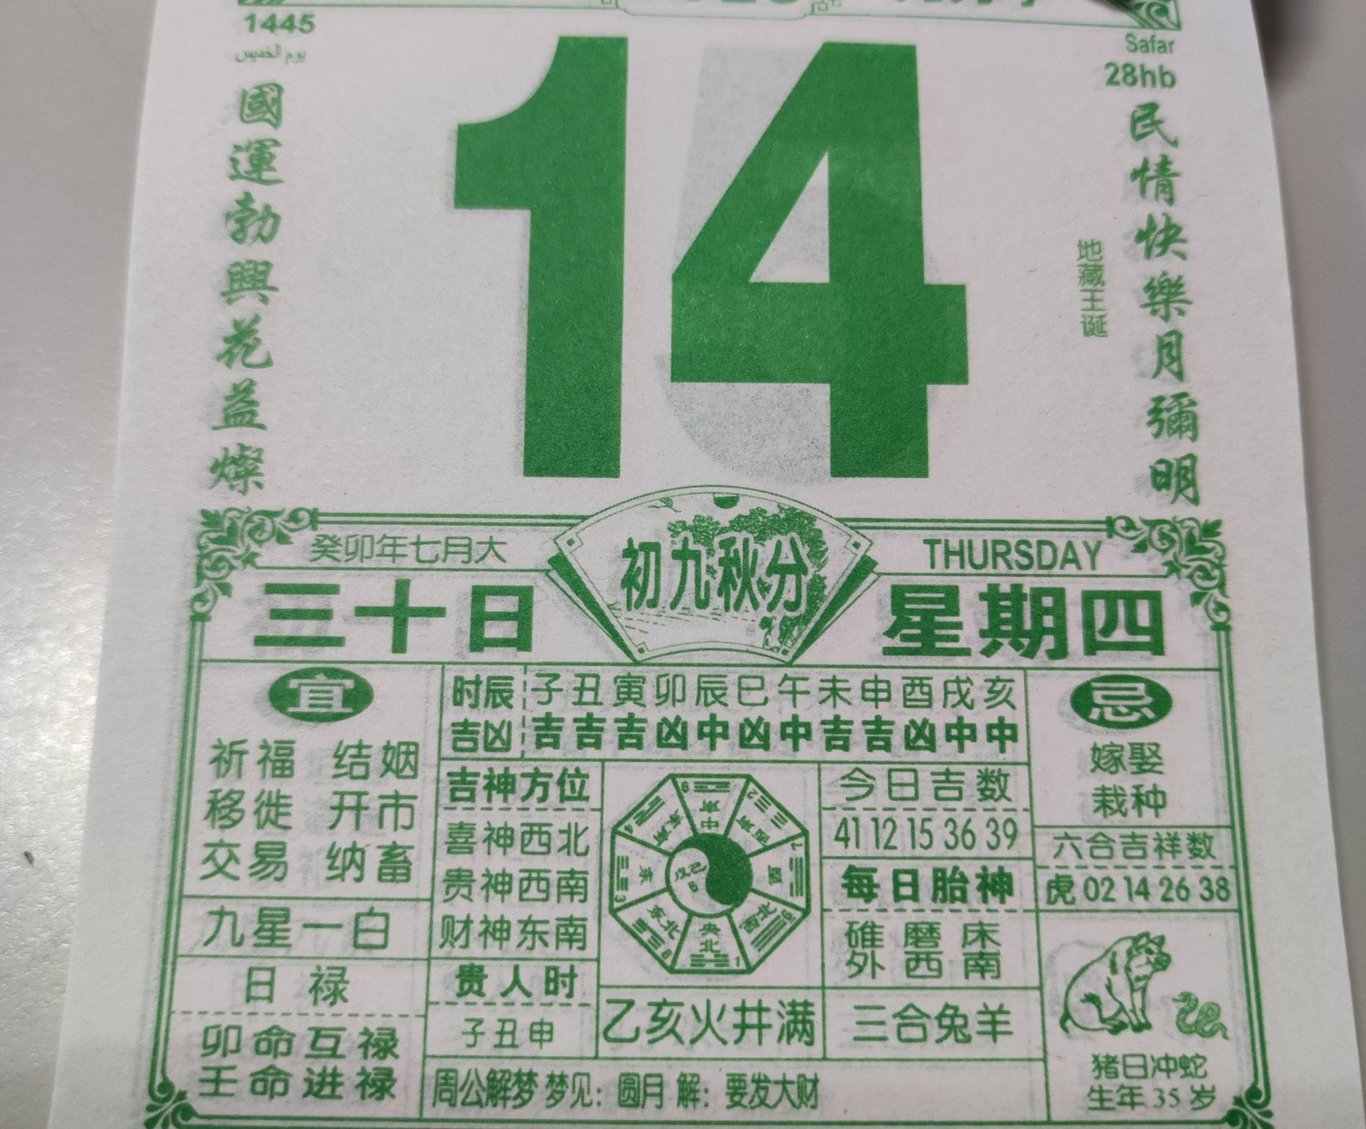 1445
يوم الخميس
Safar
28hb
14
國運勃興花益燦
民情快樂月彌明
地藏王诞
癸卯年七月大
三十日
初九秋分
THURSDAY
星期四
宜
祈福 结姻
移徙 开市
交易 纳畜
九星一白
日禄
卯命互禄
壬命进禄
时辰 子丑寅卯辰巳午未申酉戌亥
吉凶 吉吉吉凶中凶中吉吉凶中中
吉神方位
喜神西北
贵神西南
财神东南
贵人时
子丑申
乙亥火井满
今日吉数
41 12 15 36 39
每日胎神
碓磨床
外西南
三合兔羊
忌
嫁娶
栽种
六合吉祥数
虎 02 14 26 38
猪日冲蛇
生年 35 岁
周公解梦 梦见：圆月 解：要发大财